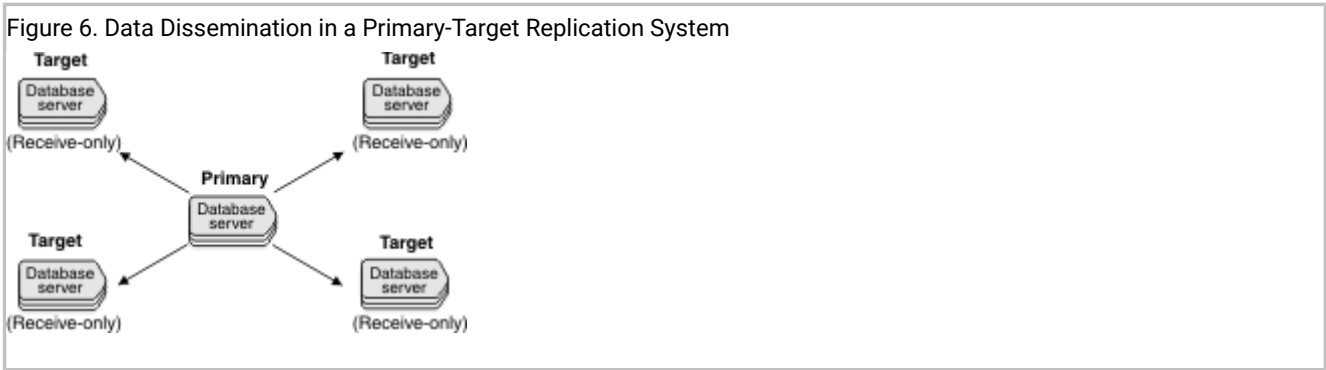 Figure 6. Data Dissemination in a Primary-Target Replication System
Target
Database
server
(Receive-only)
Target
Database
server
(Receive-only)
Primary
Database
server
Target
Database
server
(Receive-only)
Target
Database
server
(Receive-only)